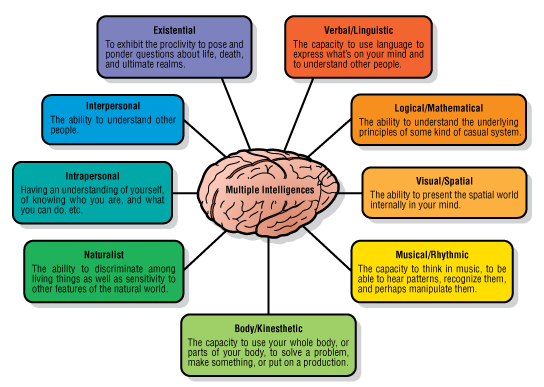 Existential
To exhibit the proclivity to pose and
ponder questions about life, death,
and ultimate realms.
Verbal/Linguistic
The capacity to use language to
express what's on your mind and
to understand other people.
Interpersonal
The ability to understand other
people.
Logical/Mathematical
The ability to understand the underlying
principles of some kind of casual system.
Intrapersonal
Having an understanding of yourself,
of knowing who you are, and what
you can do, etc.
Multiple Intelligences
Visual/Spatial
The ability to present the spatial world
internally in your mind.
Naturalist
The ability to discriminate among
living things as well as sensitivity to
other features of the natural world.
Musical/Rhythmic
The capacity to think in music, to be
able to hear patterns, recognize them,
and perhaps manipulate them.
Body/Kinesthetic
The capacity to use your whole body, or
parts of your body, to solve a problem,
make something, or put on a production.